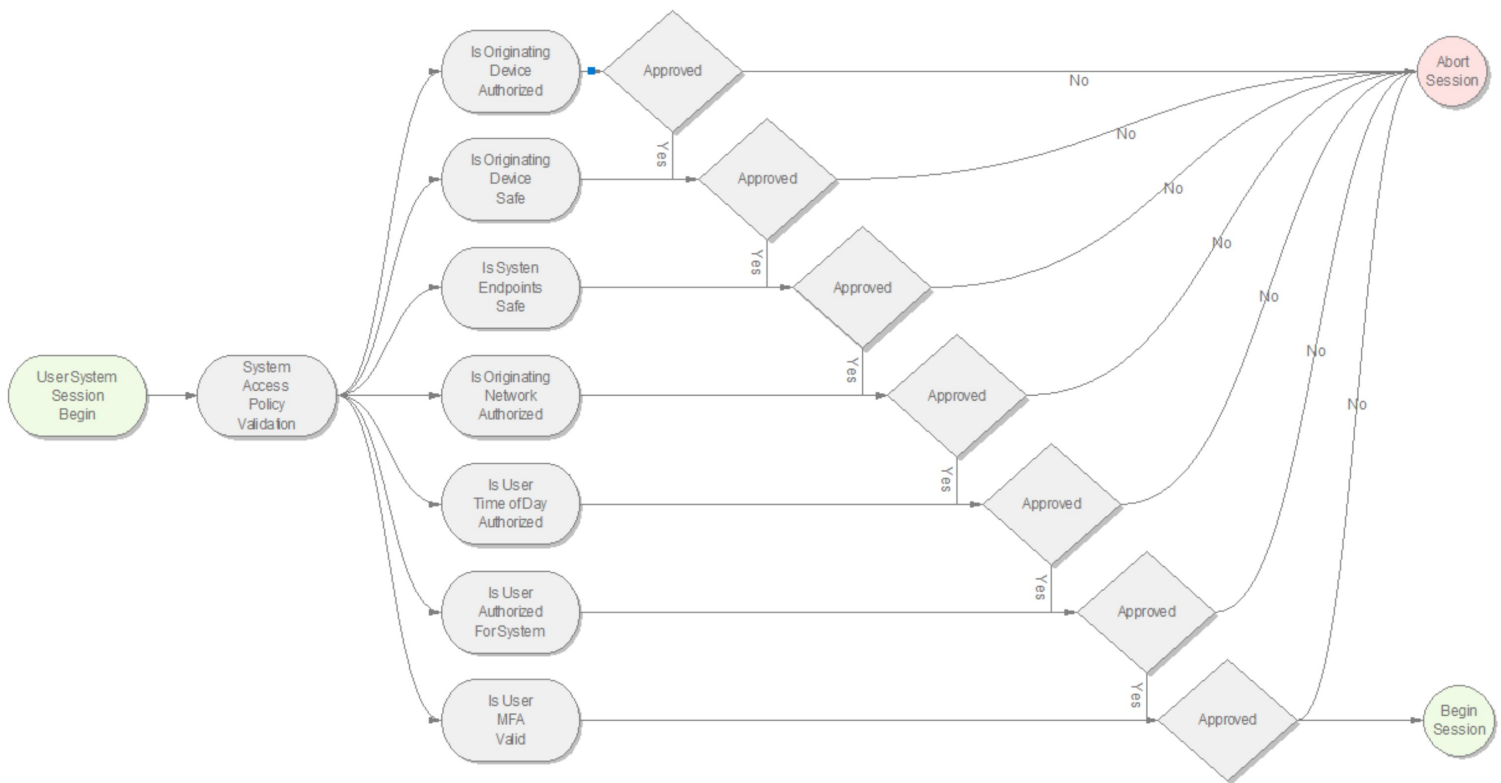 Is Originating
Device
Authorized
Approved
No
Abort
Session
Yes
Is Originating
Device
Safe
Approved
No
Yes
Is Systen
Endpoints
Safe
Approved
No
Yes
User System
Session
Begin
System
Access
Policy
Validation
Is Originating
Network
Authorized
Approved
No
Yes
Is User
Time of Day
Authorized
Approved
No
Yes
Is User
Authorized
For System
Approved
No
Yes
Is User
MFA
Valid
Approved
No
Begin
Session